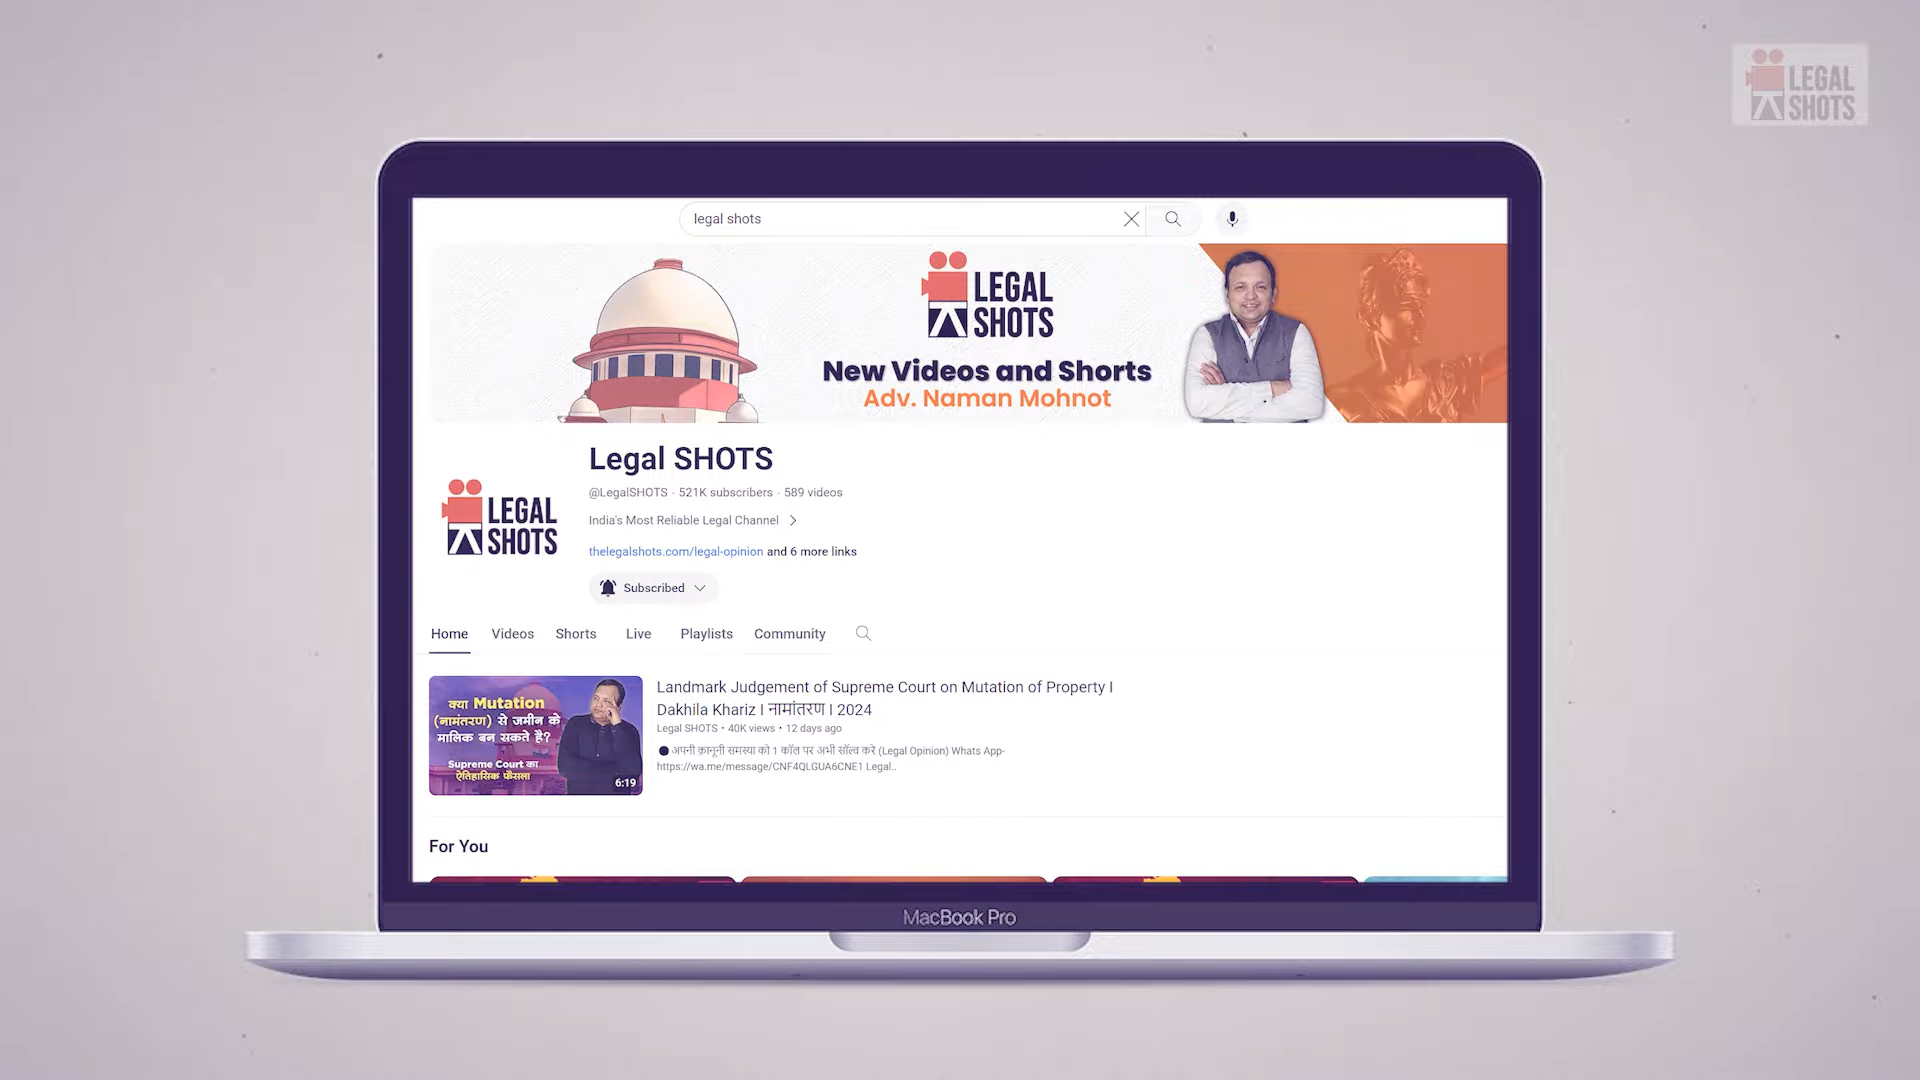 LEGAL
SHOTS
legal shots
LEGAL
SHOTS
New Videos and Shorts
Adv. Naman Mohnot
Legal SHOTS
@LegalSHOTS · 521K subscribers · 589 videos
India's Most Reliable Legal Channel
thelegalshots.com/legal-opinion and 6 more links
LEGAL
SHOTS
Subscribed
Home Videos Shorts Live Playlists Community
क्या Mutation
(नामंतरण) से जमीन के
मालिक बन सकते है?
Supreme Court का
ऐतिहासिक फैसला
6:19
Landmark Judgement of Supreme Court on Mutation of Property I
Dakhila Khariz I नामांतरण I 2024
Legal SHOTS • 40K views • 12 days ago
अपनी क़ानूनी समस्या को 1 कॉल पर अभी सॉल्व करे (Legal Opinion) Whats App-
https://wa.me/message/CNF4QLGUA6CNE1 Legal..
For You
MacBook Pro